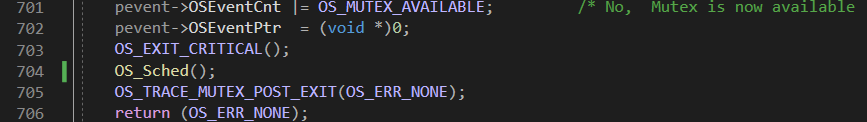 701 pevent->OSEventCnt |= OS_MUTEX_AVAILABLE; /* No, Mutex is now available
702 pevent->OSEventPtr = (void *)0;
703 OS_EXIT_CRITICAL();
704 OS_Sched();
705 OS_TRACE_MUTEX_POST_EXIT(OS_ERR_NONE);
706 return (OS_ERR_NONE);